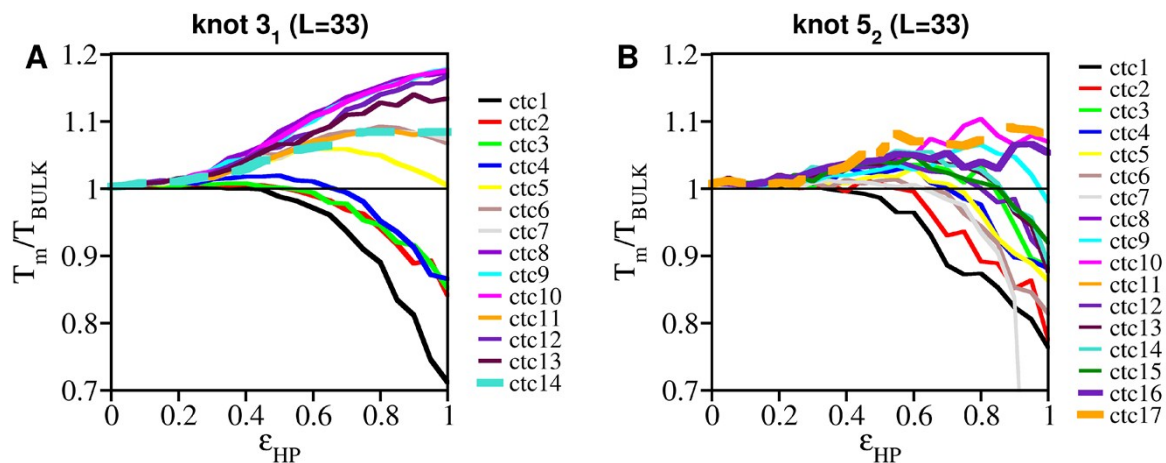 knot 3₁ (L=33)
A
1.2
1.1
1
0.9
0.8
0.7
T_m/T_BULK
0
0.2
0.4
0.6
0.8
1
ε_HP
ctc1
ctc2
ctc3
ctc4
ctc5
ctc6
ctc7
ctc8
ctc9
ctc10
ctc11
ctc12
ctc13
ctc14
knot 5₂ (L=33)
B
1.2
1.1
1
0.9
0.8
0.7
T_m/T_BULK
0
0.2
0.4
0.6
0.8
1
ε_HP
ctc1
ctc2
ctc3
ctc4
ctc5
ctc6
ctc7
ctc8
ctc9
ctc10
ctc11
ctc12
ctc13
ctc14
ctc15
ctc16
ctc17